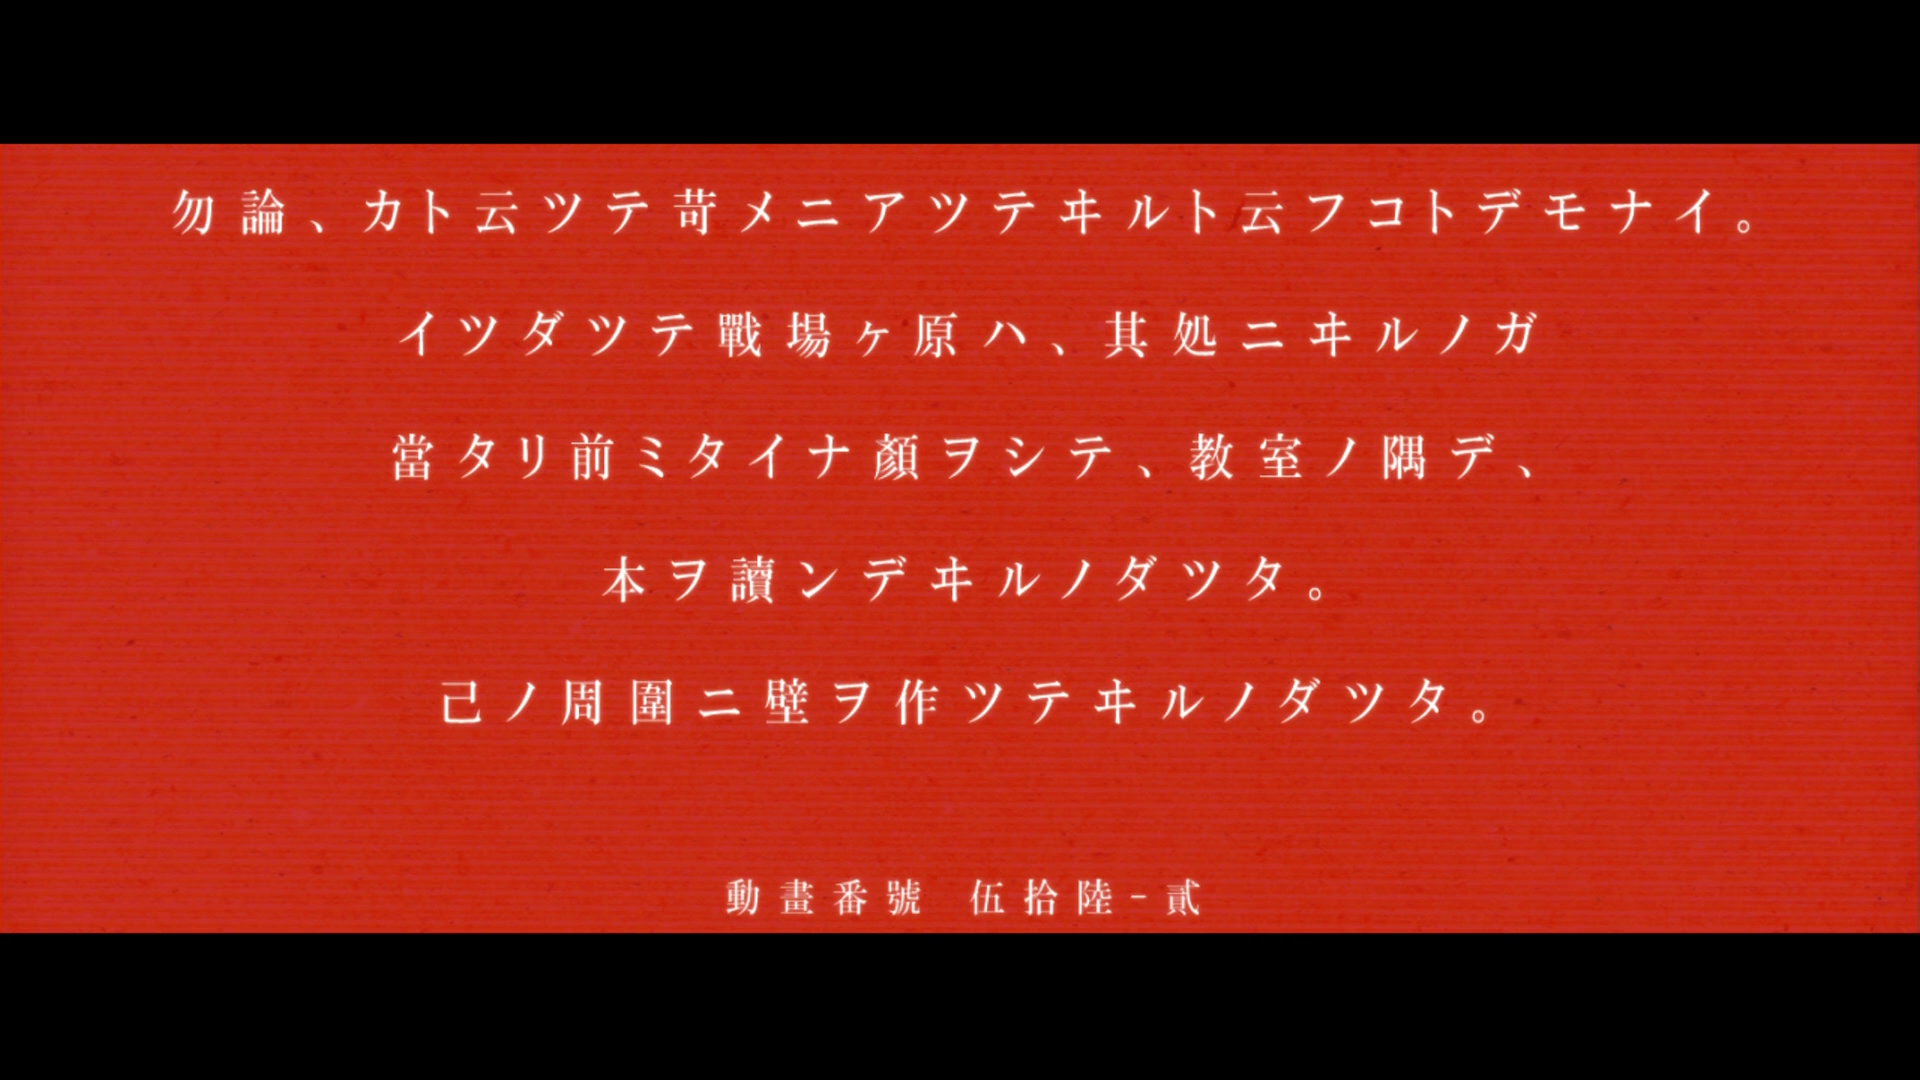 勿論、カト云ツテ苛メニアツテヰルト云フコトデモナイ。
イツダツテ戰場ヶ原ハ、其処ニヰルノガ
當タリ前ミタイナ顏ヲシテ、教室ノ隅デ、
本ヲ讀ンデヰルノダツタ。
己ノ周圍ニ壁ヲ作ツテヰルノダツタ。
動畫番號 伍拾陸-貳